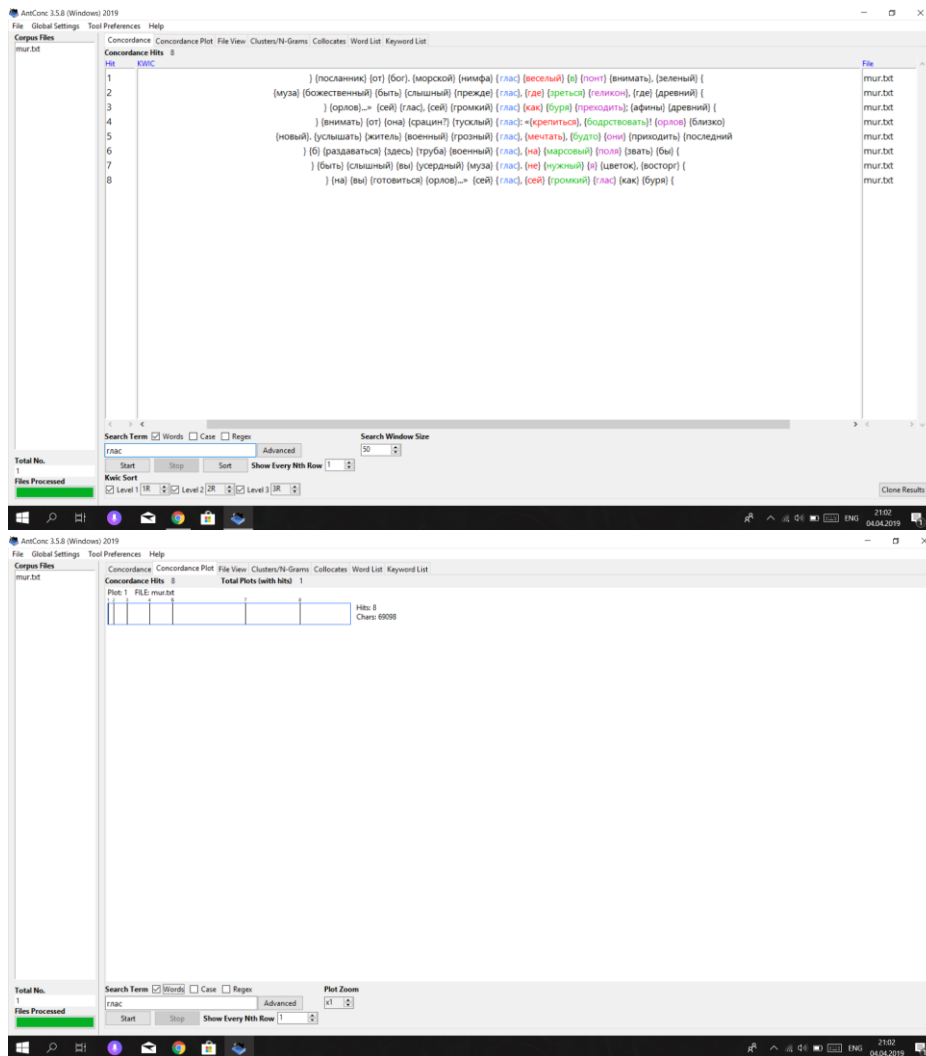 AntConc 3.5.8 (Windows) 2019
File Global Settings Tool Preferences Help
Corpus Files
mur.txt
Concordance Concordance Plot File View Clusters/N-Grams Collocates Word List Keyword List
Concordance Hits 8
Hit KWIC File
1 } {посланник} {от} {бог}. {морской} {нимфа} {глас} {веселый} {в} {понт} {внимать}, {зеленый} { mur.txt
2 {муза} {божественный} {быть} {слышный} {прежде} {глас}, {где} {зреться} {геликон}, {где} {древний} { mur.txt
3 } {орлов}...» {сей} {глас}, {сей} {громкий} {глас} {как} {буря} {преходить}; {афины} {древний} { mur.txt
4 } {внимать} {от} {она} {срацин?} {тусклый} {глас}: «{крепиться}, {бодрствовать}! {орлов} {близко} mur.txt
5 {новый}. {услышать} {житель} {военный} {грозный} {глас}, {мечтать}, {будто} {они} {приходить} {последний mur.txt
6 } {б} {раздаваться} {здесь} {труба} {военный} {глас}, {на} {марсовый} {поля} {звать} {бы} { mur.txt
7 } {быть} {слышный} {вы} {усердный} {муза} {глас}. {не} {нужный} {я} {цветок}, {восторг} { mur.txt
8 } {на} {вы} {готовиться} {орлов}...» {сей} {глас}, {сей} {громкий} {глас} {как} {буря} { mur.txt
Search Term Words Case Regex Search Window Size
глас Advanced 50
Total No.
1
Start Stop Sort Show Every Nth Row 1
Files Processed
Kwic Sort
Level 1 1R Level 2 2R Level 3 3R Clone Results
ENG 21:02
04.04.2019
AntConc 3.5.8 (Windows) 2019
File Global Settings Tool Preferences Help
Corpus Files
mur.txt
Concordance Concordance Plot File View Clusters/N-Grams Collocates Word List Keyword List
Concordance Hits 8 Total Plots (with hits) 1
Plot: 1 FILE: mur.txt
Hits: 8
Chars: 69098
Total No.
1
Search Term Words Case Regex Plot Zoom
глас Advanced x1
Files Processed
Start Stop Show Every Nth Row 1
ENG 21:02
04.04.2019